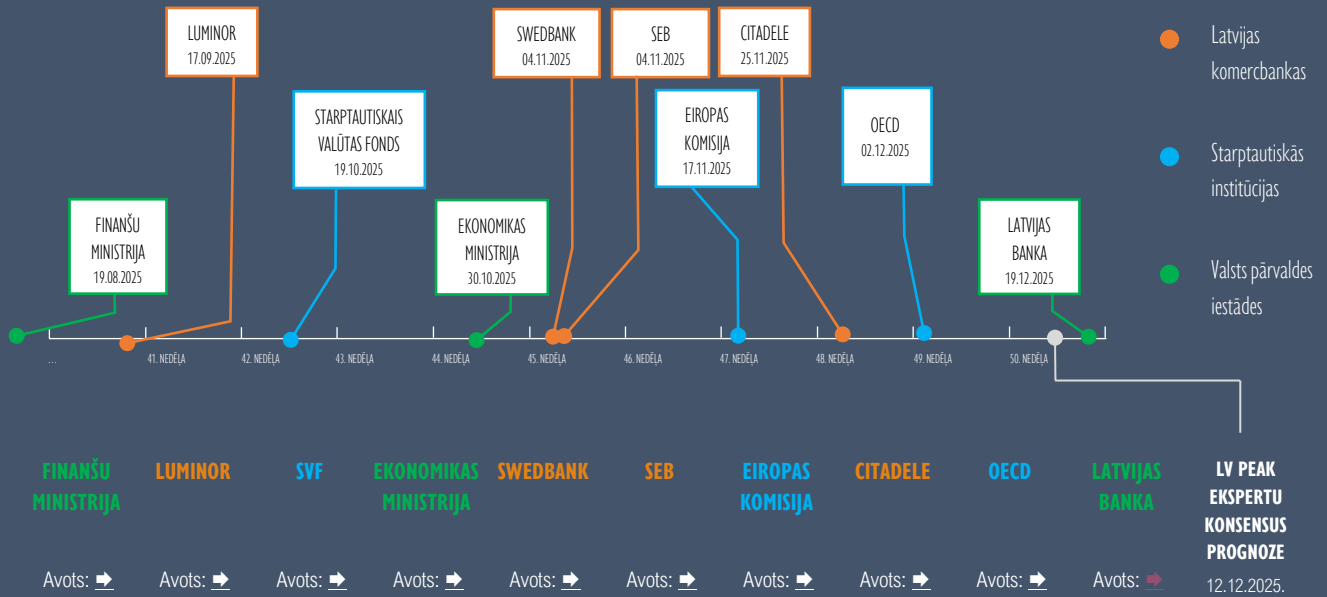 LUMINOR
17.09.2025
SWEDBANK
04.11.2025
SEB
04.11.2025
CITADELE
25.11.2025
Latvijas
komercbankas
STARPTAUTISKAIS
VALŪTAS FONDS
19.10.2025
EIROPAS
KOMISIJA
17.11.2025
OECD
02.12.2025
Starptautiskās
institūcijas
FINANŠU
MINISTRIJA
19.08.2025
EKONOMIKAS
MINISTRIJA
30.10.2025
LATVIJAS
BANKA
19.12.2025
Valsts pārvaldes
iestādes
...
41. NEDĒĻA
42. NEDĒĻA
43. NEDĒĻA
44. NEDĒĻA
45. NEDĒĻA
46. NEDĒĻA
47. NEDĒĻA
48. NEDĒĻA
49. NEDĒĻA
50. NEDĒĻA
FINANŠU
MINISTRIJA
LUMINOR
SVF
EKONOMIKAS
MINISTRIJA
SWEDBANK
SEB
EIROPAS
KOMISIJA
CITADELE
OECD
LATVIJAS
BANKA
LV PEAK
EKSPERTU
KONSENSUS
PROGNOZE
12.12.2025.
Avots: ➡
Avots: ➡
Avots: ➡
Avots: ➡
Avots: ➡
Avots: ➡
Avots: ➡
Avots: ➡
Avots: ➡
Avots: ➡